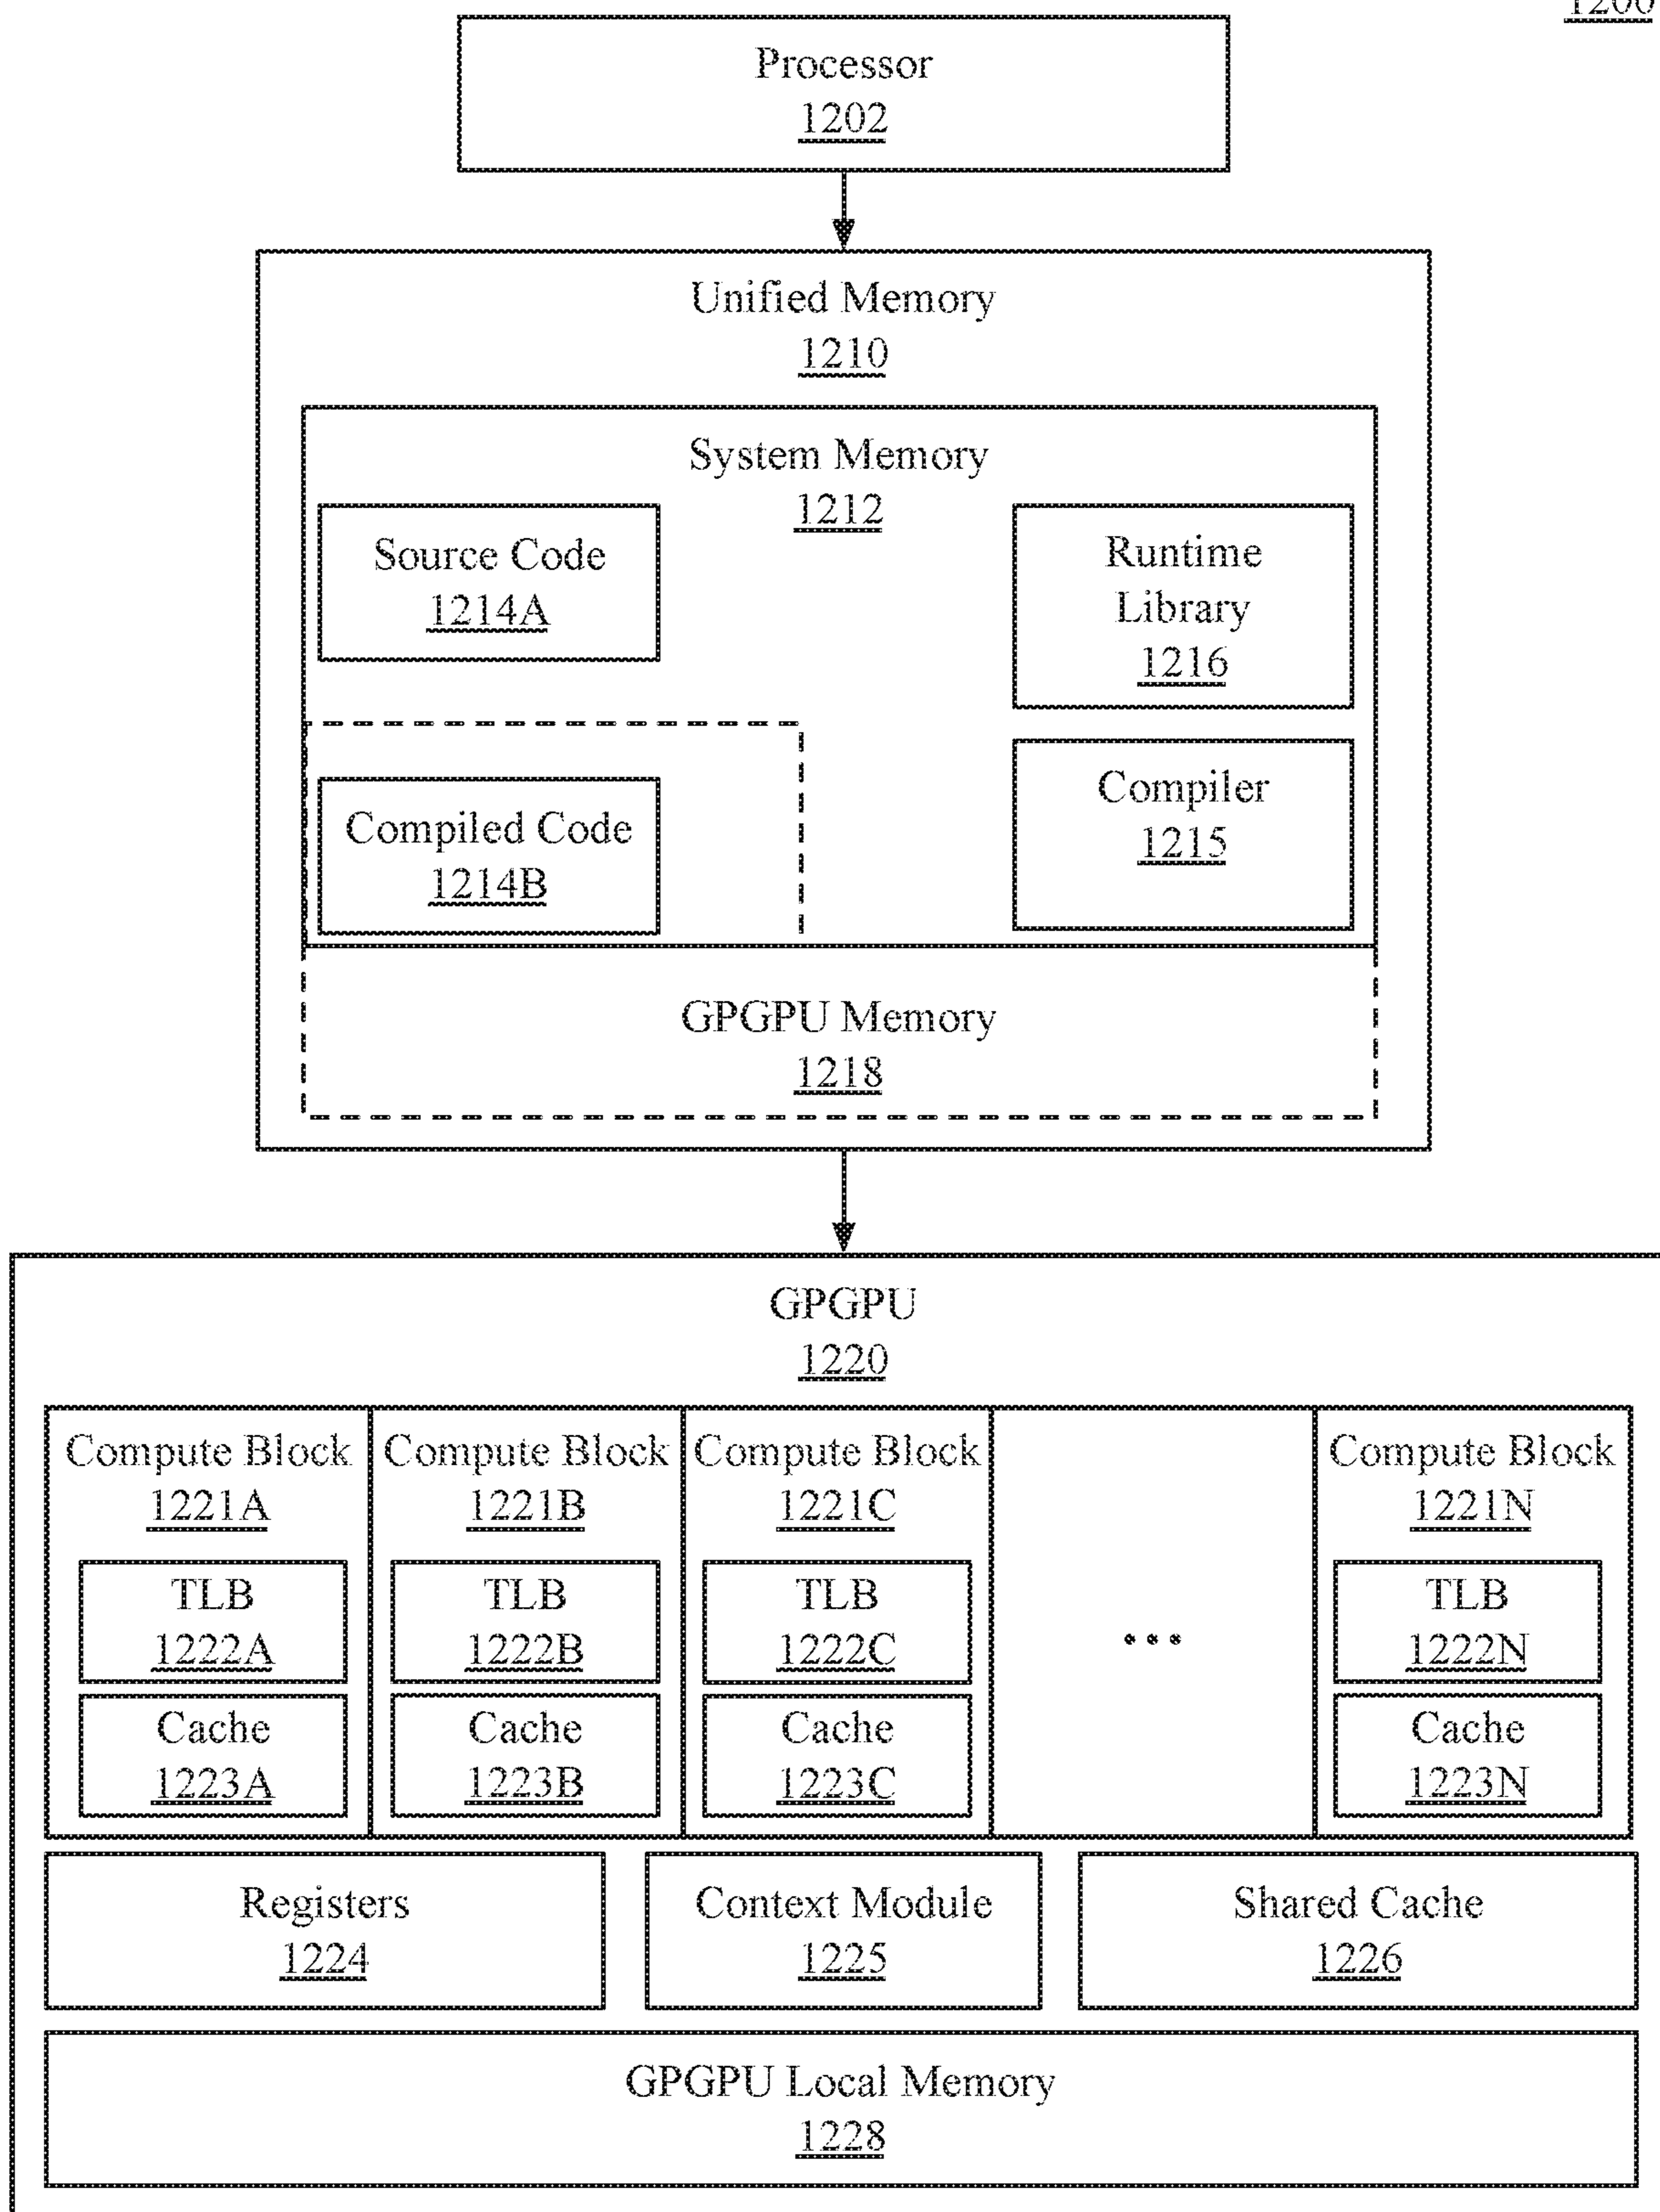 1200
Processor
1202
Unified Memory
1210
System Memory
1212
Source Code
1214A
Runtime
Library
1216
Compiled Code
1214B
Compiler
1215
GPGPU Memory
1218
GPGPU
1220
Compute Block
1221A
TLB
1222A
Cache
1223A
Compute Block
1221B
TLB
1222B
Cache
1223B
Compute Block
1221C
TLB
1222C
Cache
1223C
...
Compute Block
1221N
TLB
1222N
Cache
1223N
Registers
1224
Context Module
1225
Shared Cache
1226
GPGPU Local Memory
1228